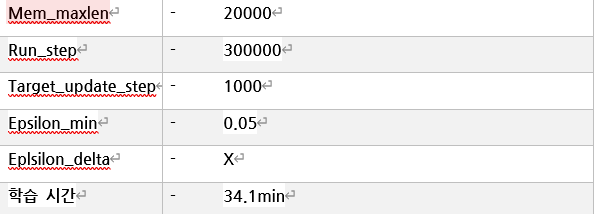 Mem_maxlen - 20000
Run_step - 300000
Target_update_step - 1000
Epsilon_min - 0.05
Eplsilon_delta - X
학습 시간 - 34.1min